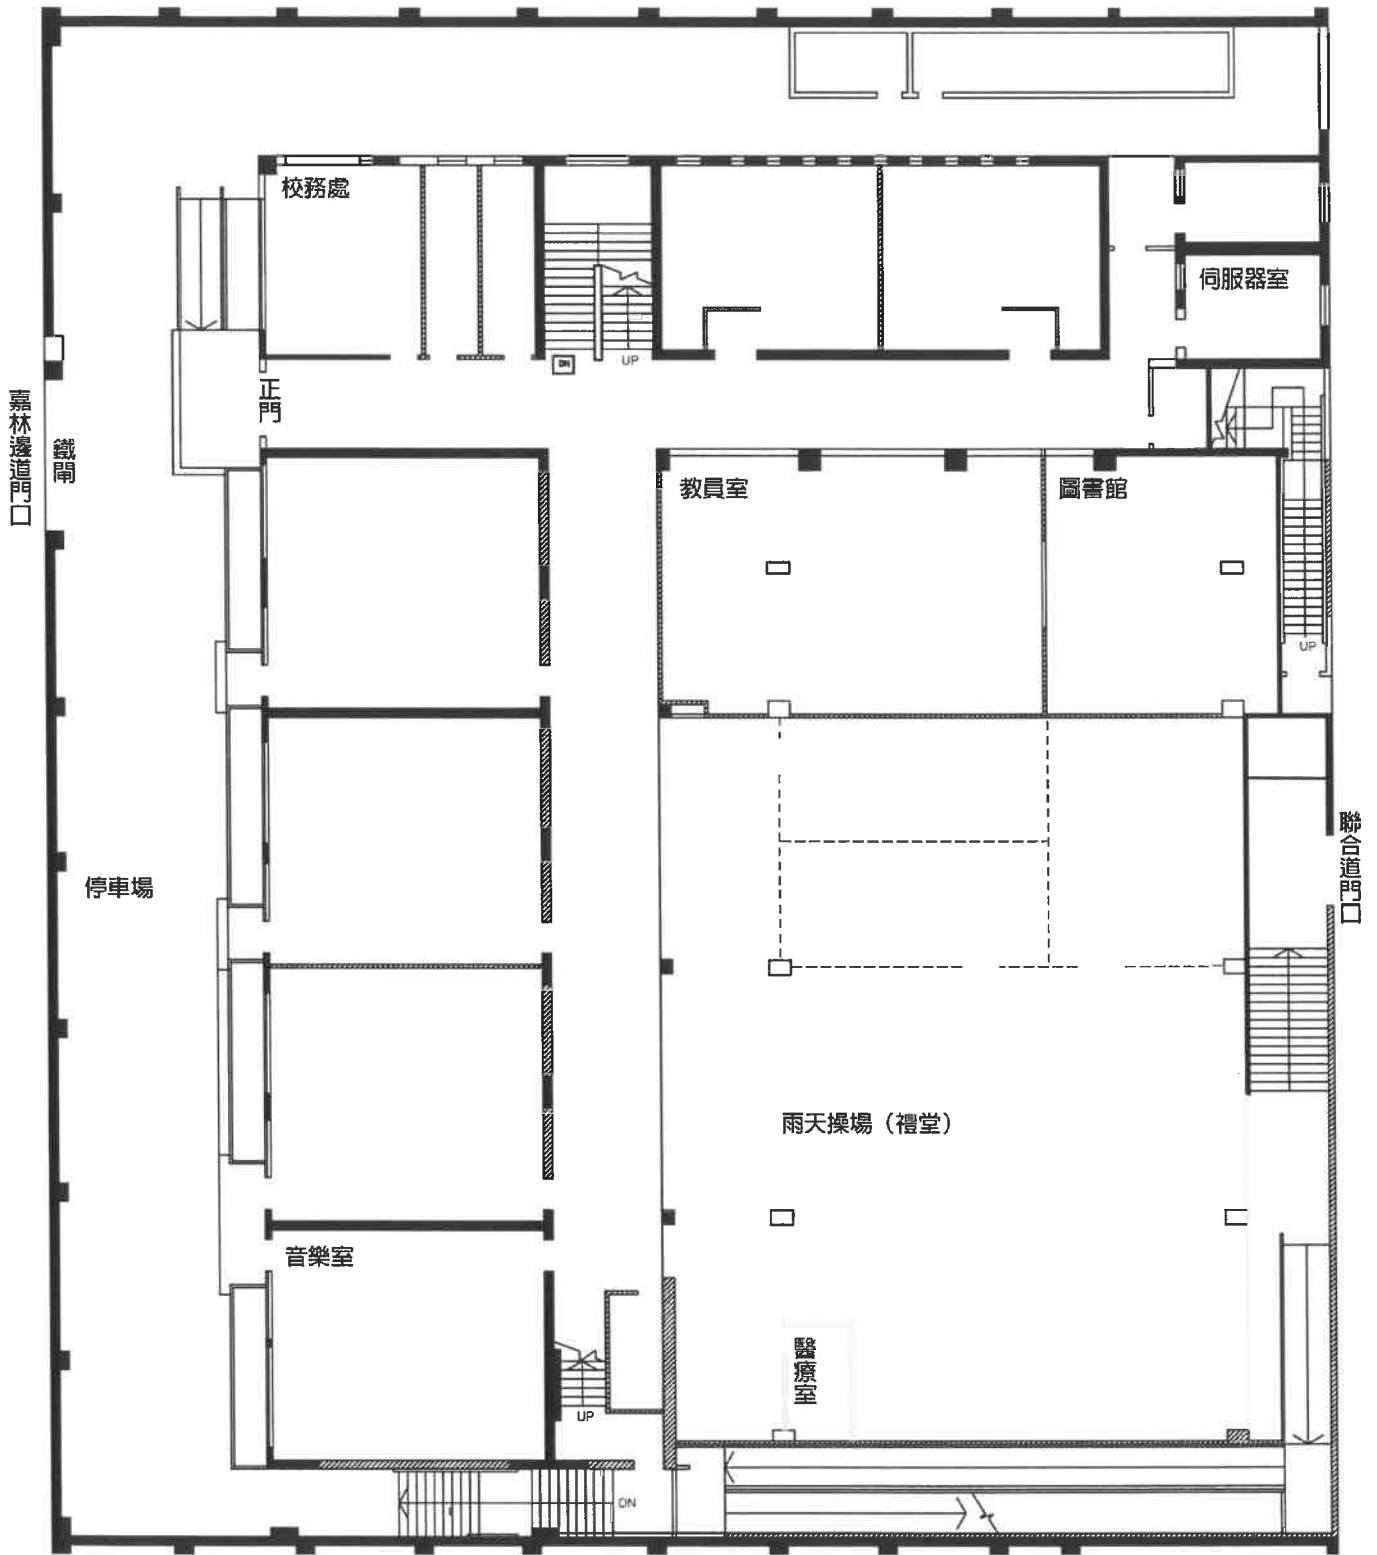 校務處
伺服器室
UP
DN
正門
嘉林邊道門口
鐵閘
教員室
圖書館
UP
聯合道門口
停車場
雨天操場（禮堂）
音樂室
醫療室
UP
DN